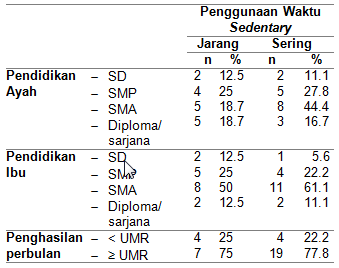 Penggunaan Waktu
Sedentary
Jarang Sering
n % n %
Pendidikan Ayah – SD 2 12.5 2 11.1
– SMP 4 25 5 27.8
– SMA 5 18.7 8 44.4
– Diploma/ sarjana 5 18.7 3 16.7
Pendidikan Ibu – SD 2 12.5 1 5.6
– SMP 5 25 4 22.2
– SMA 8 50 11 61.1
– Diploma/ sarjana 2 12.5 2 11.1
Penghasilan perbulan – < UMR 4 25 4 22.2
– ≥ UMR 7 75 19 77.8